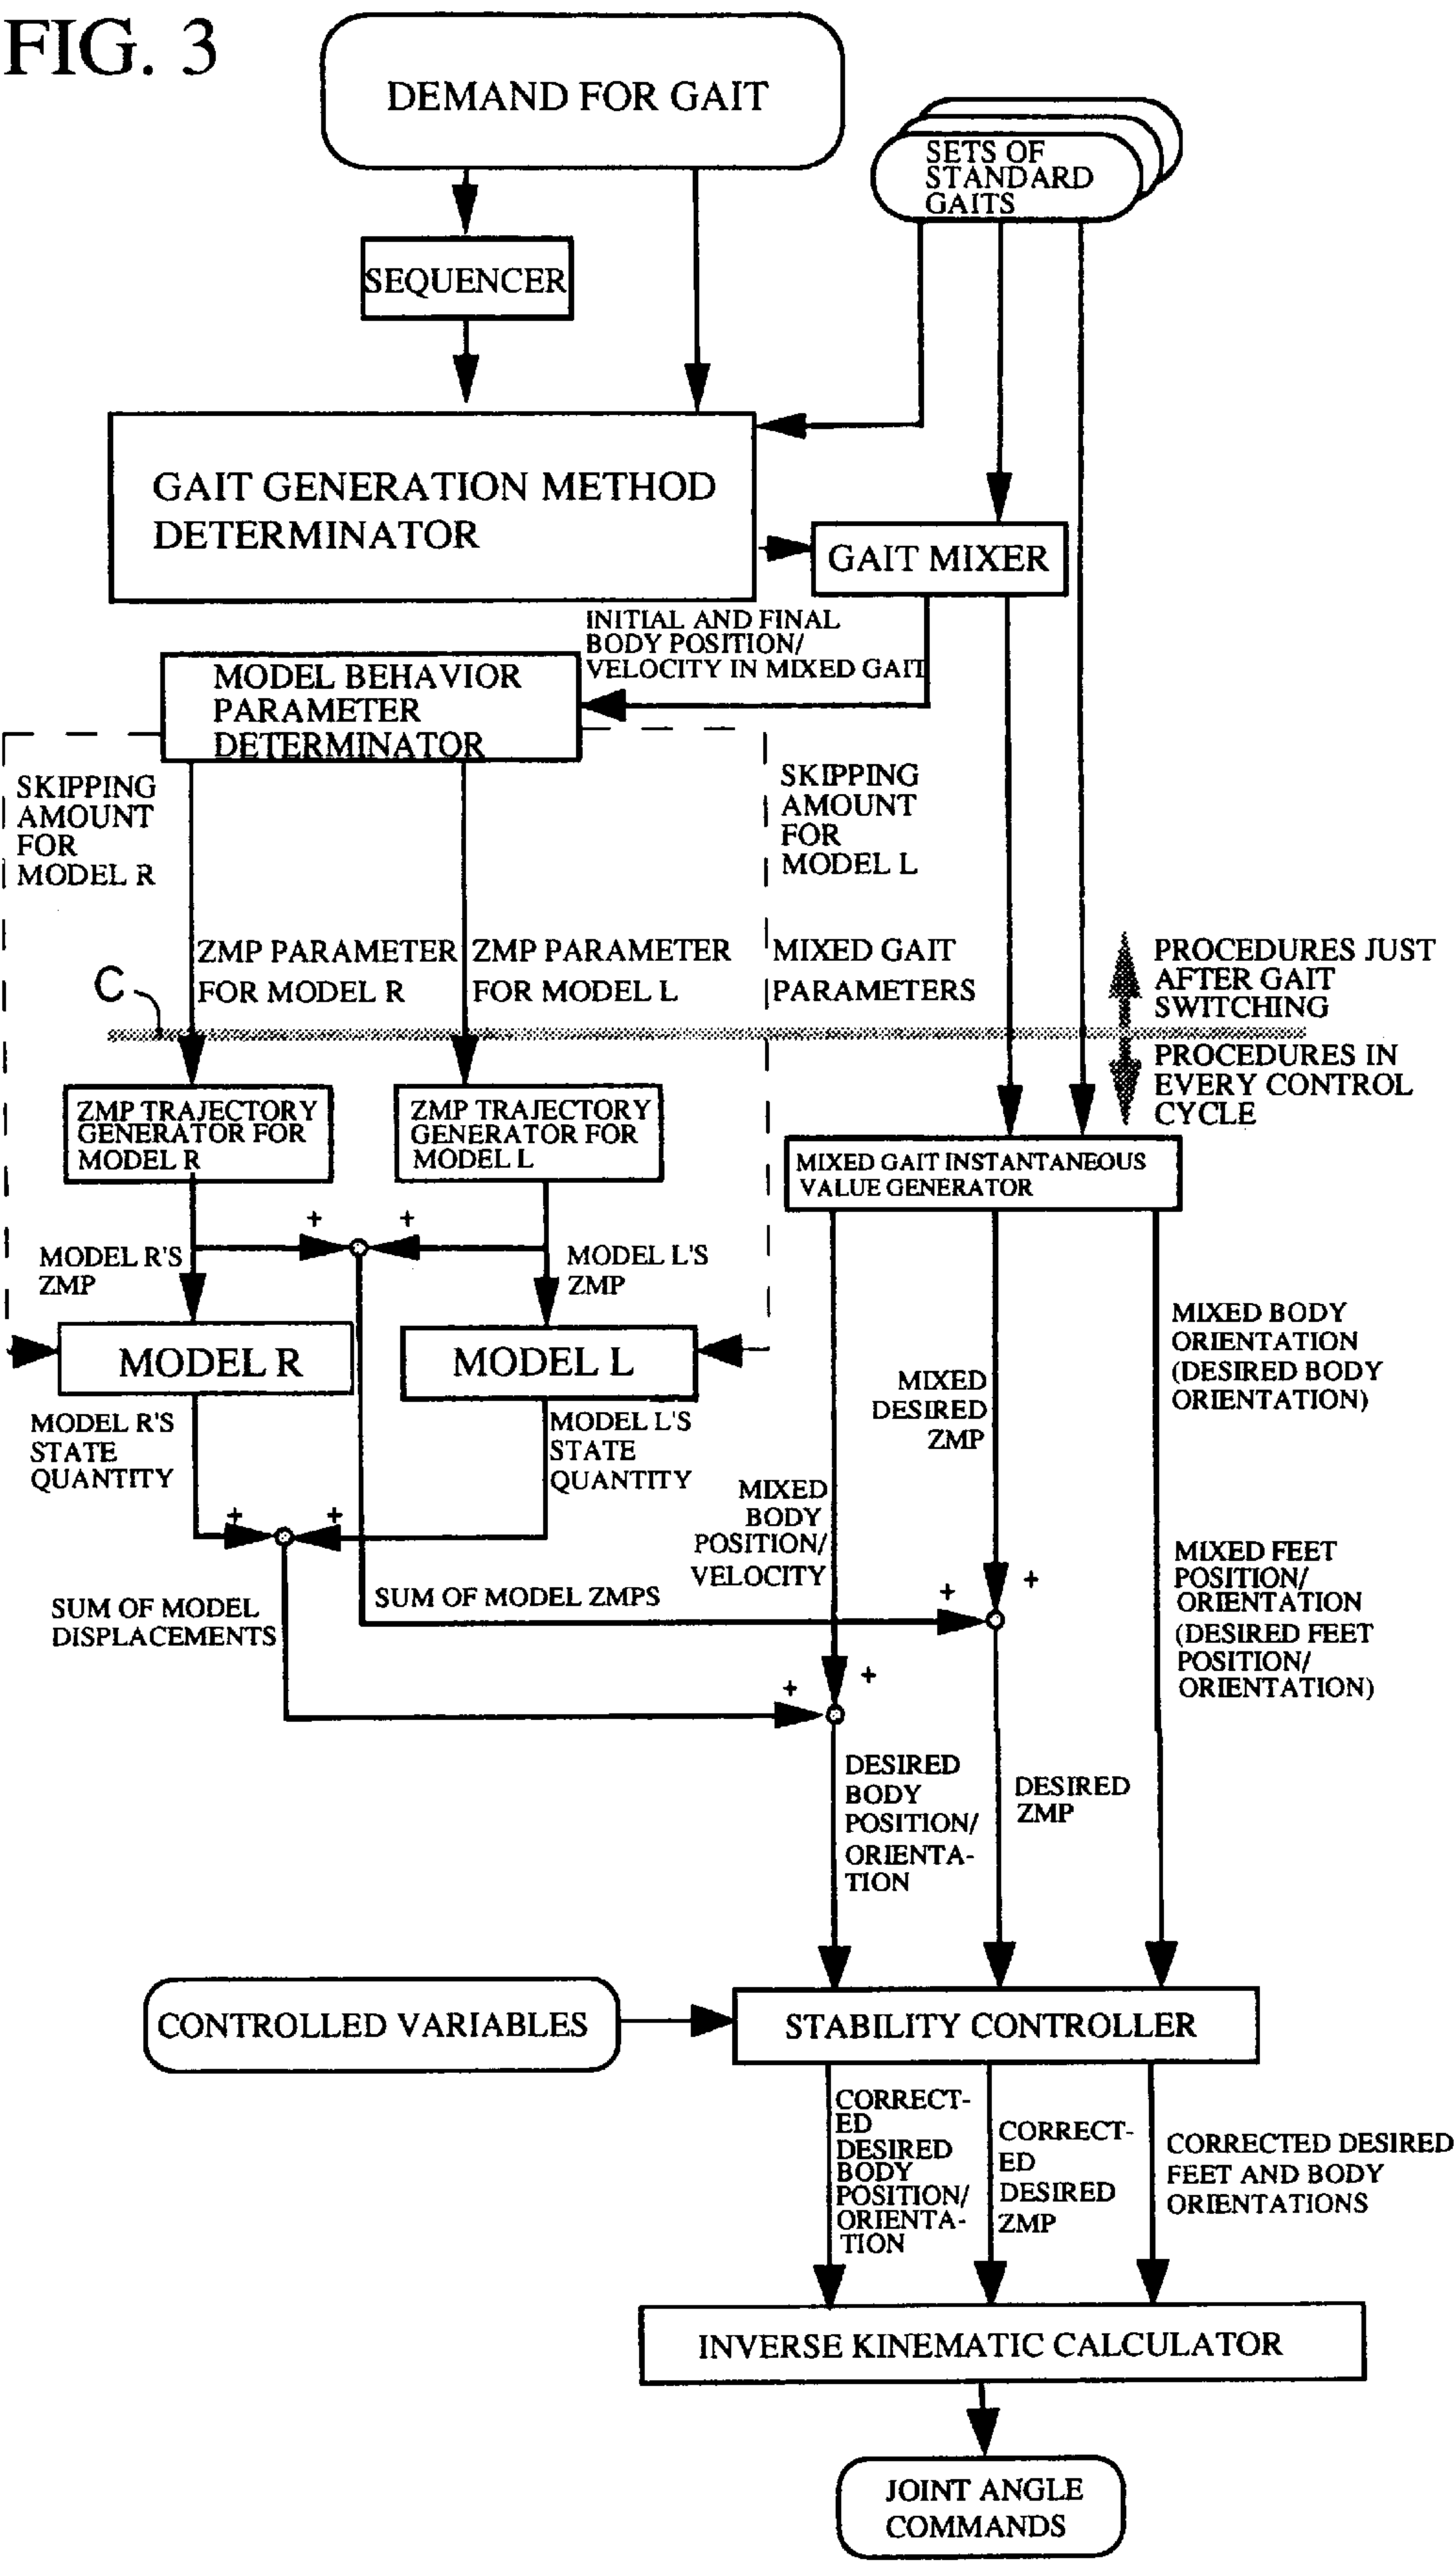 FIG. 3
DEMAND FOR GAIT
SETS OF
STANDARD
GAITS
SEQUENCER
GAIT GENERATION METHOD
DETERMINATOR
GAIT MIXER
INITIAL AND FINAL
BODY POSITION/
VELOCITY IN MIXED GAIT
MODEL BEHAVIOR
PARAMETER
DETERMINATOR
SKIPPING
AMOUNT
FOR
MODEL R
SKIPPING
AMOUNT
FOR
MODEL L
ZMP PARAMETER
FOR MODEL R
ZMP PARAMETER
FOR MODEL L
MIXED GAIT
PARAMETERS
PROCEDURES JUST
AFTER GAIT
SWITCHING
C
PROCEDURES IN
EVERY CONTROL
CYCLE
ZMP TRAJECTORY
GENERATOR FOR
MODEL R
ZMP TRAJECTORY
GENERATOR FOR
MODEL L
MIXED GAIT INSTANTANEOUS
VALUE GENERATOR
+ +
MODEL R'S
ZMP
MODEL L'S
ZMP
MODEL R
MODEL L
MIXED BODY
ORIENTATION
(DESIRED BODY
ORIENTATION)
MIXED
DESIRED
ZMP
MODEL R'S
STATE
QUANTITY
MODEL L'S
STATE
QUANTITY
+ +
MIXED
BODY
POSITION/
VELOCITY
MIXED FEET
POSITION/
ORIENTATION
(DESIRED FEET
POSITION/
ORIENTATION)
SUM OF MODEL ZMPS
+ +
SUM OF MODEL
DISPLACEMENTS
+ +
DESIRED
BODY
POSITION/
ORIENTA-
TION
DESIRED
ZMP
CONTROLLED VARIABLES
STABILITY CONTROLLER
CORRECT-
ED
DESIRED
BODY
POSITION/
ORIENTA-
TION
CORRECT-
ED
DESIRED
ZMP
CORRECTED DESIRED
FEET AND BODY
ORIENTATIONS
INVERSE KINEMATIC CALCULATOR
JOINT ANGLE
COMMANDS